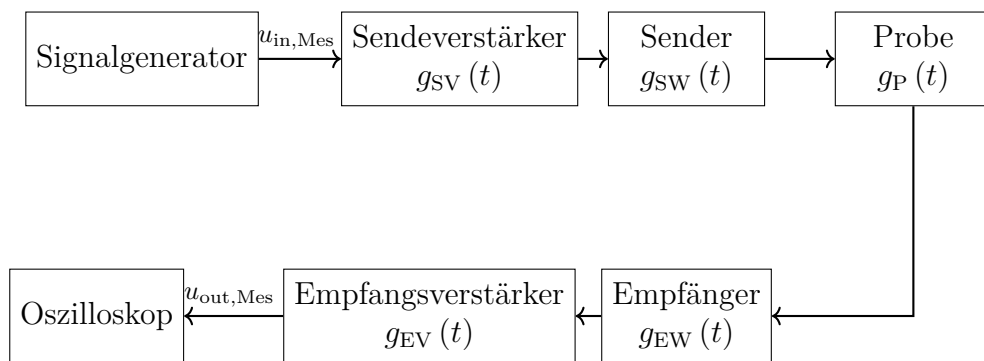 Signalgenerator
u_in,Mes
Sendeverstärker
g_SV (t)
Sender
g_SW (t)
Probe
g_P (t)
Oszilloskop
u_out,Mes
Empfangsverstärker
g_EV (t)
Empfänger
g_EW (t)